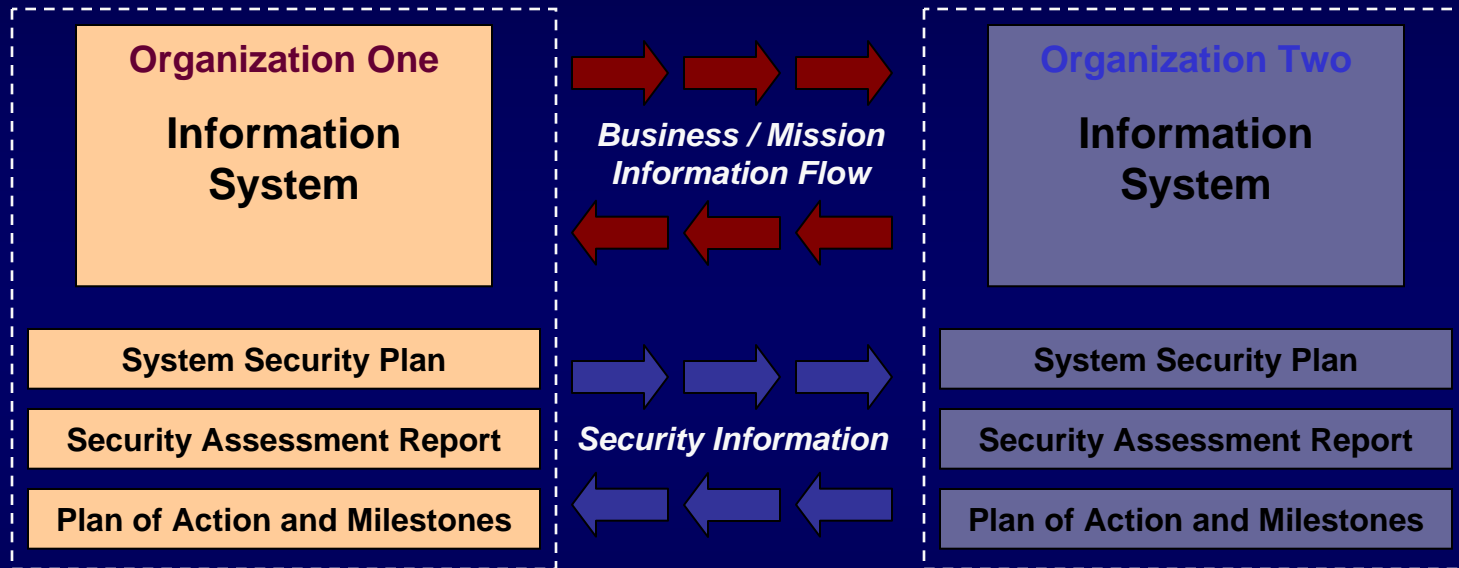 Organization One
Information
System
System Security Plan
Security Assessment Report
Plan of Action and Milestones
Business / Mission
Information Flow
Security Information
Organization Two
Information
System
System Security Plan
Security Assessment Report
Plan of Action and Milestones